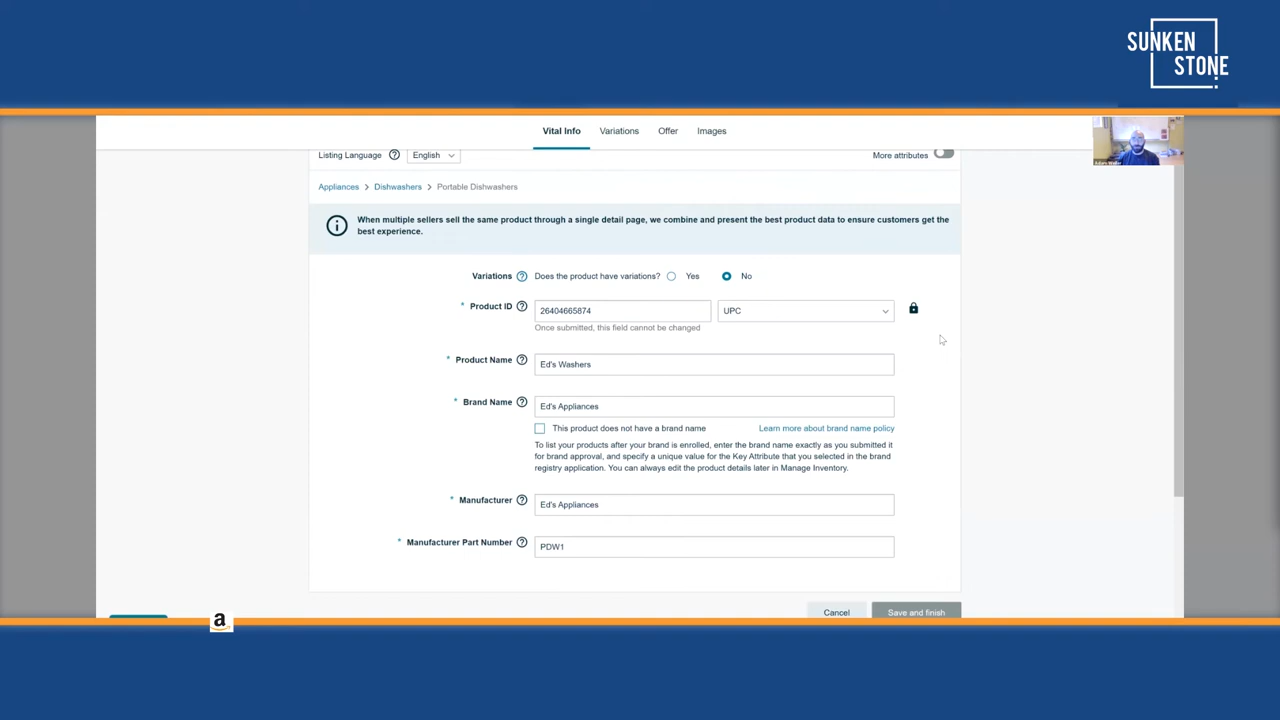 SUNKEN
STONE
Vital Info Variations Offer Images
Listing Language English More attributes
Appliances > Dishwashers > Portable Dishwashers
When multiple sellers sell the same product through a single detail page, we combine and present the best product data to ensure customers get the
best experience.
Variations Does the product have variations? Yes No
* Product ID 26404665874 UPC
Once submitted, this field cannot be changed
* Product Name Ed's Washers
* Brand Name Ed's Appliances
This product does not have a brand name Learn more about brand name policy
To list your products after your brand is enrolled, enter the brand name exactly as you submitted it
for brand approval, and specify a unique value for the Key Attribute that you selected in the brand
registry application. You can always edit the product details later in Manage Inventory.
* Manufacturer Ed's Appliances
* Manufacturer Part Number PDW1
Cancel Save and finish
a